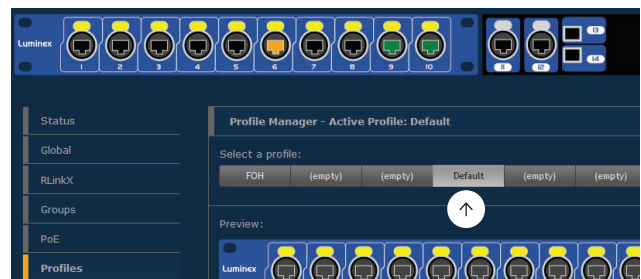 Luminex
1 2 3 4 5 6 7 8 9 10 11 12 13
14
Status
Profile Manager - Active Profile: Default
Global
Select a profile:
RLinkX
FOH (empty) (empty) Default (empty) (empty)
Groups
PoE
Preview:
Profiles
Luminex